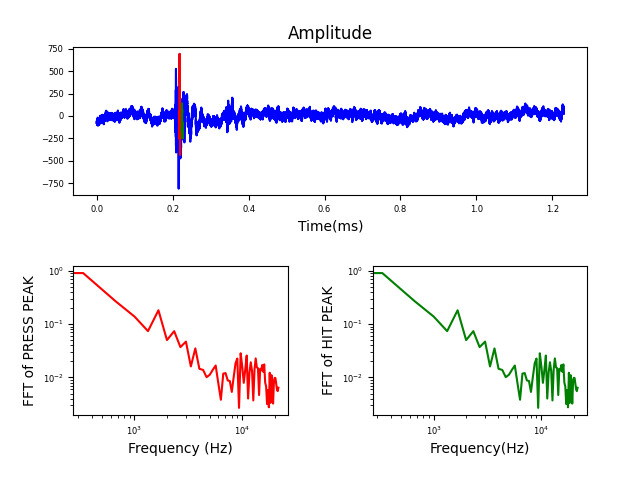 Amplitude
750
500
250
0
−250
−500
−750
0.0 0.2 0.4 0.6 0.8 1.0 1.2
Time(ms)
FFT of PRESS PEAK
10⁰
10⁻¹
10⁻²
10³ 10⁴
Frequency (Hz)
FFT of HIT PEAK
10⁰
10⁻¹
10⁻²
10³ 10⁴
Frequency(Hz)